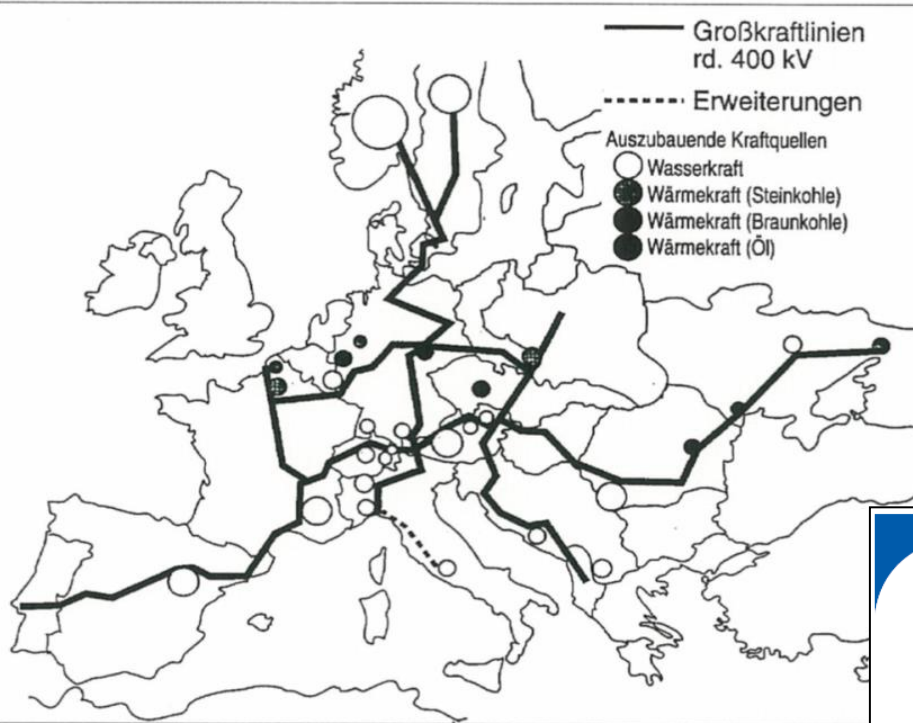 Großkraftlinien
rd. 400 kV
Erweiterungen
Auszubauende Kraftquellen
Wasserkraft
Wärmekraft (Steinkohle)
Wärmekraft (Braunkohle)
Wärmekraft (Öl)